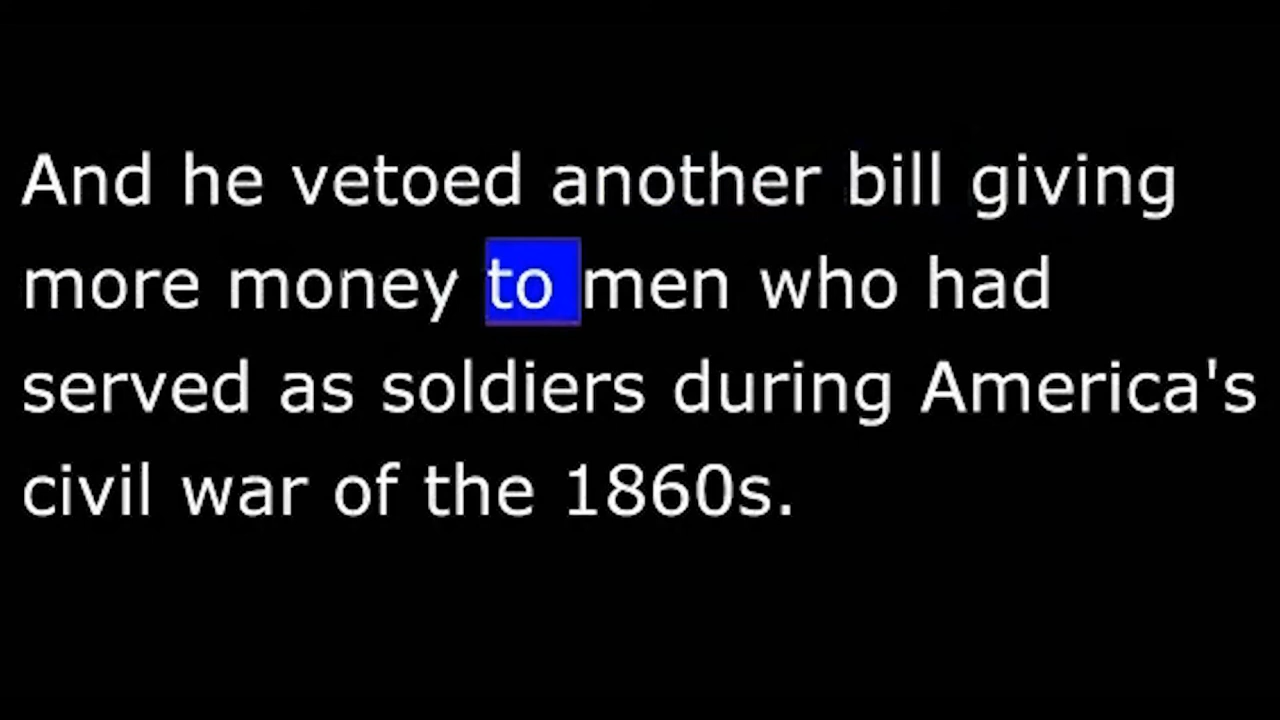 And he vetoed another bill giving
more money to men who had
served as soldiers during America's
civil war of the 1860s.